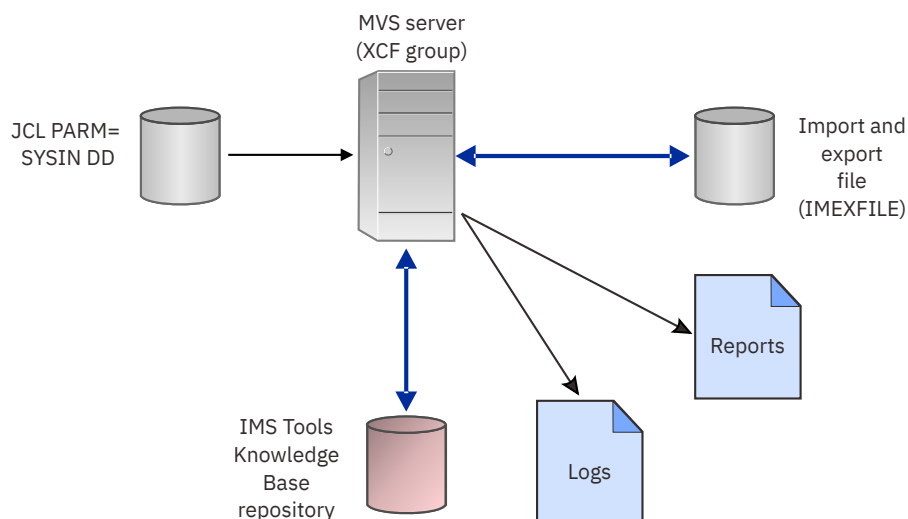 MVS server
(XCF group)
JCL PARM=
SYSIN DD
Import and
export
file
(IMEXFILE)
Reports
IMS Tools
Knowledge
Base
repository
Logs